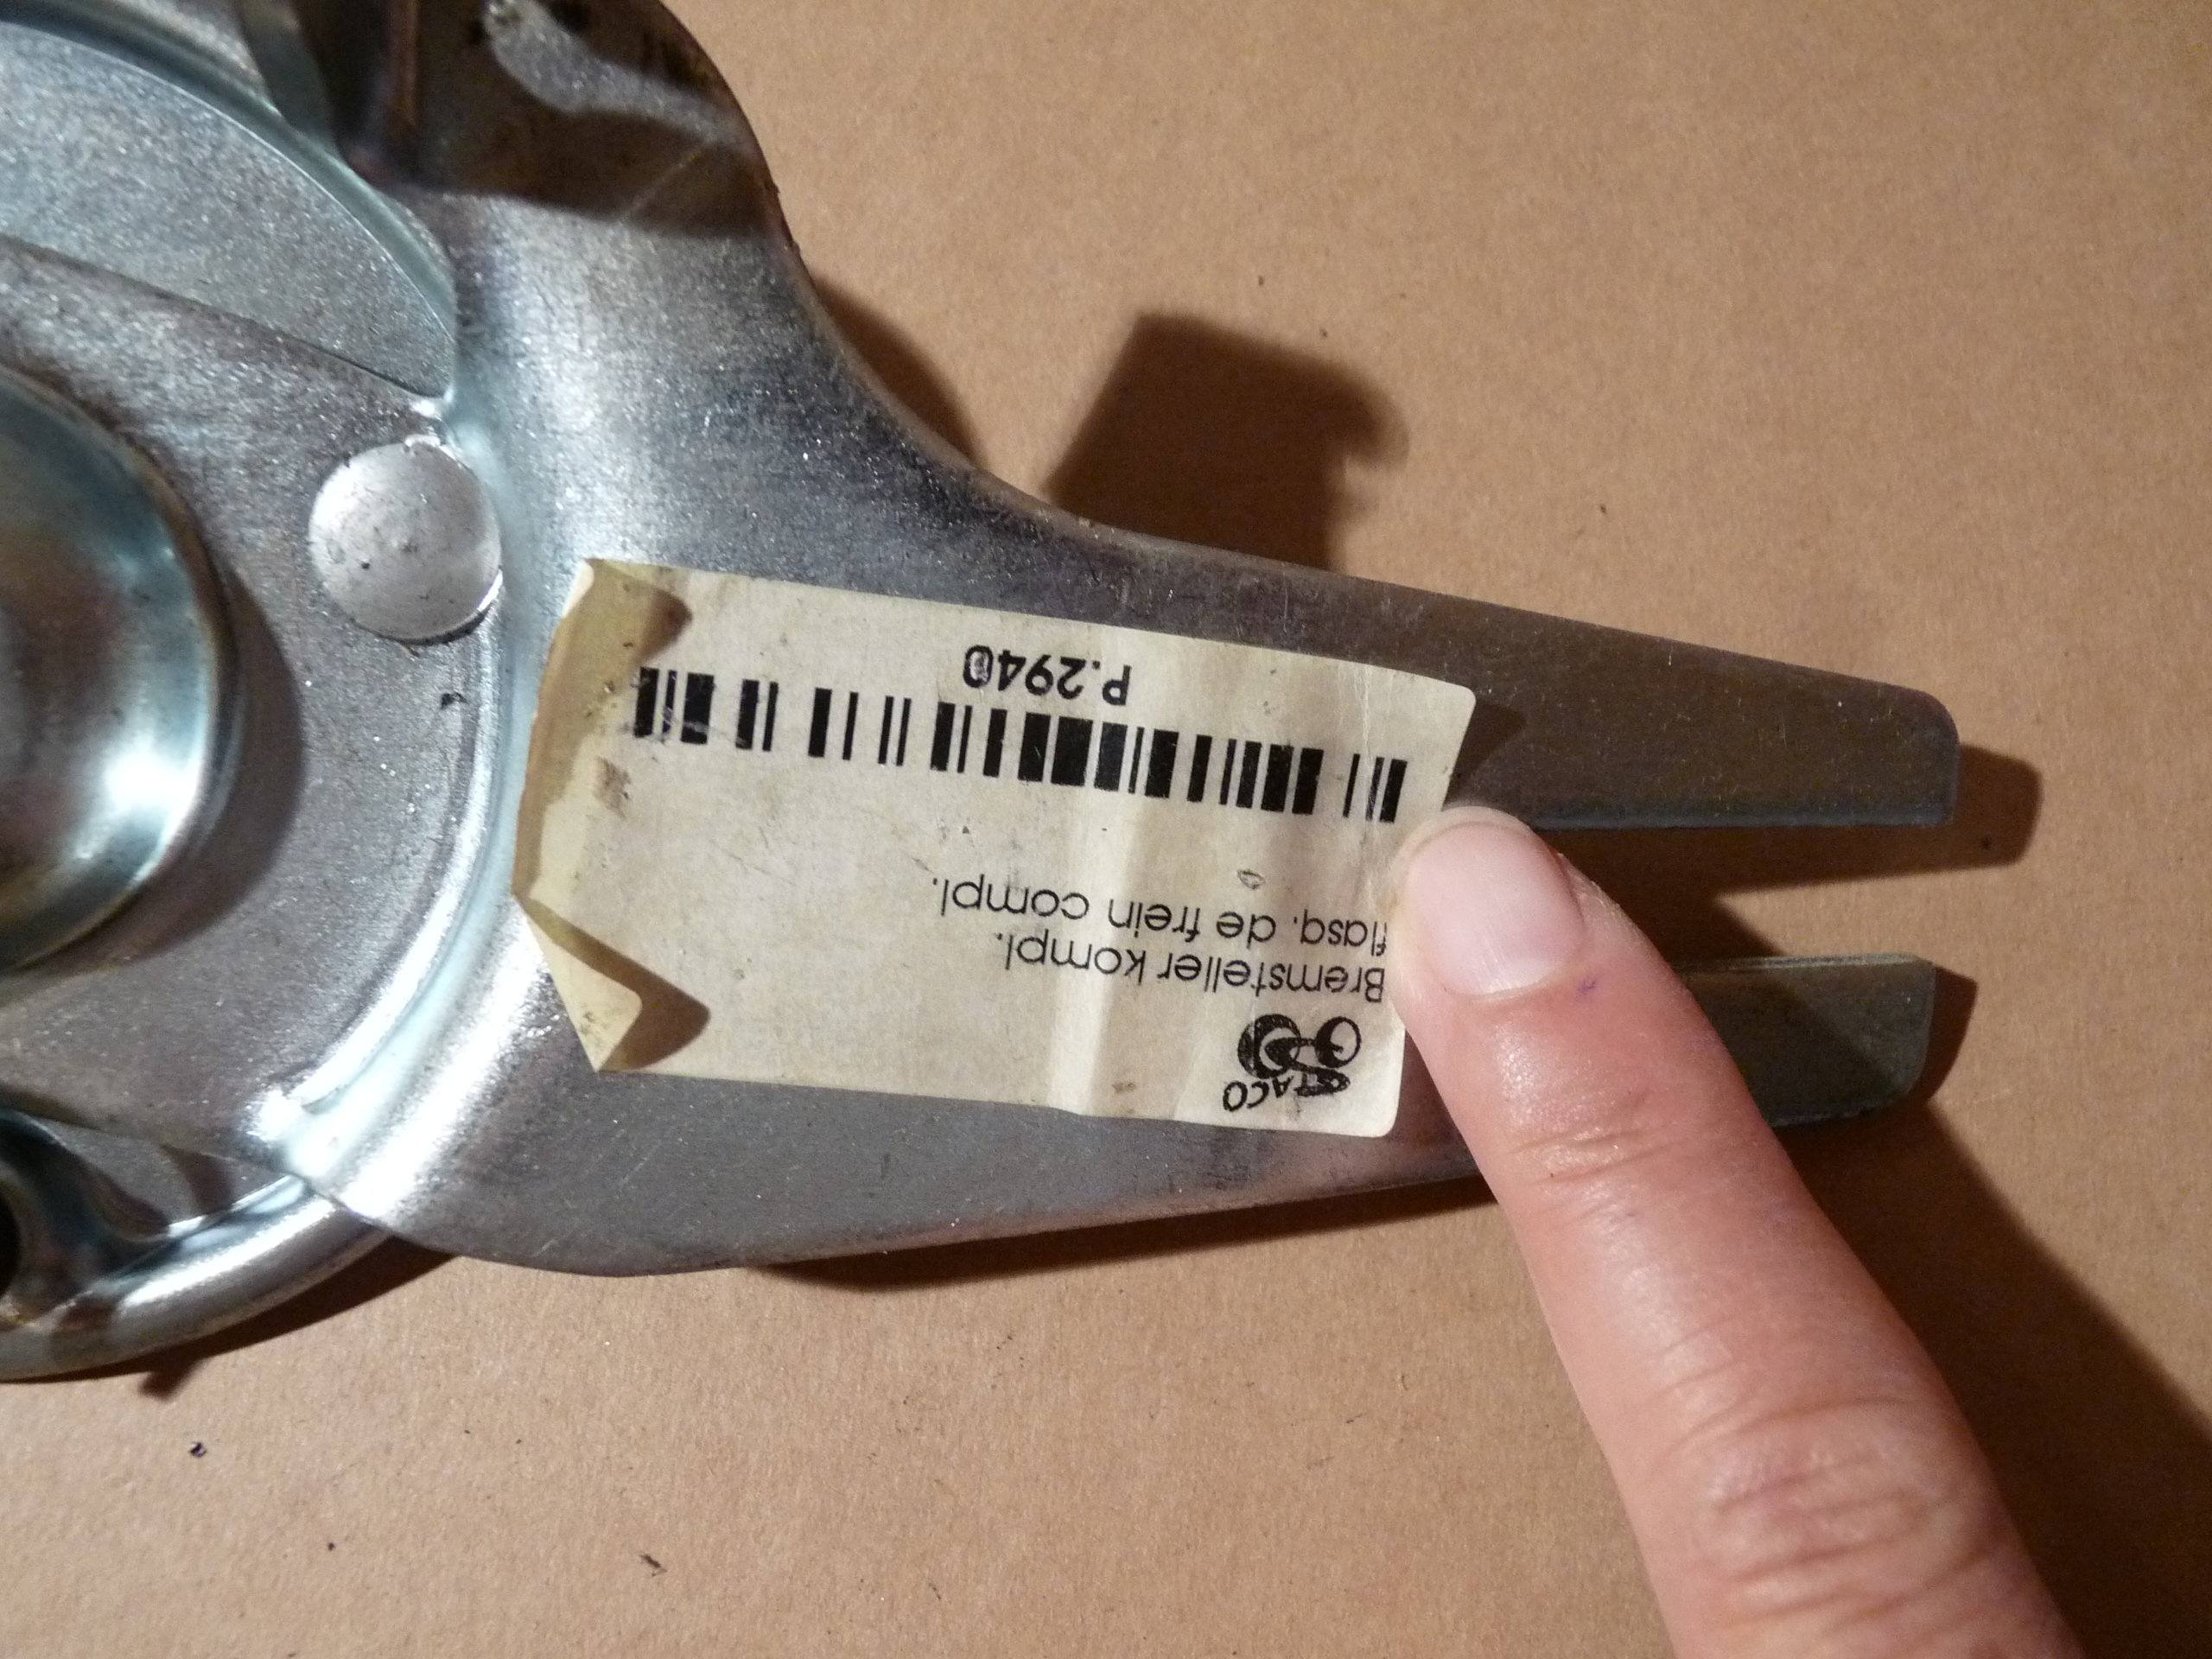 STACO
Bremsteller kompl.
flasq. de frein compl.
P.2940